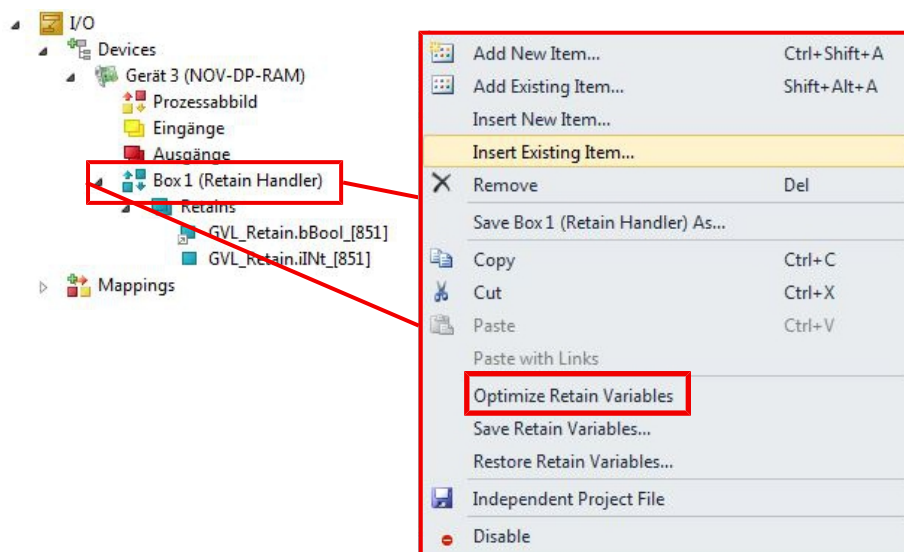 I/O
Devices
Gerät 3 (NOV-DP-RAM)
Prozessabbild
Eingänge
Ausgänge
Box 1 (Retain Handler)
Retains
GVL_Retain.bBool_[851]
GVL_Retain.iINt_[851]
Mappings
Add New Item... Ctrl+Shift+A
Add Existing Item... Shift+Alt+A
Insert New Item...
Insert Existing Item...
Remove Del
Save Box 1 (Retain Handler) As...
Copy Ctrl+C
Cut Ctrl+X
Paste Ctrl+V
Paste with Links
Optimize Retain Variables
Save Retain Variables...
Restore Retain Variables...
Independent Project File
Disable